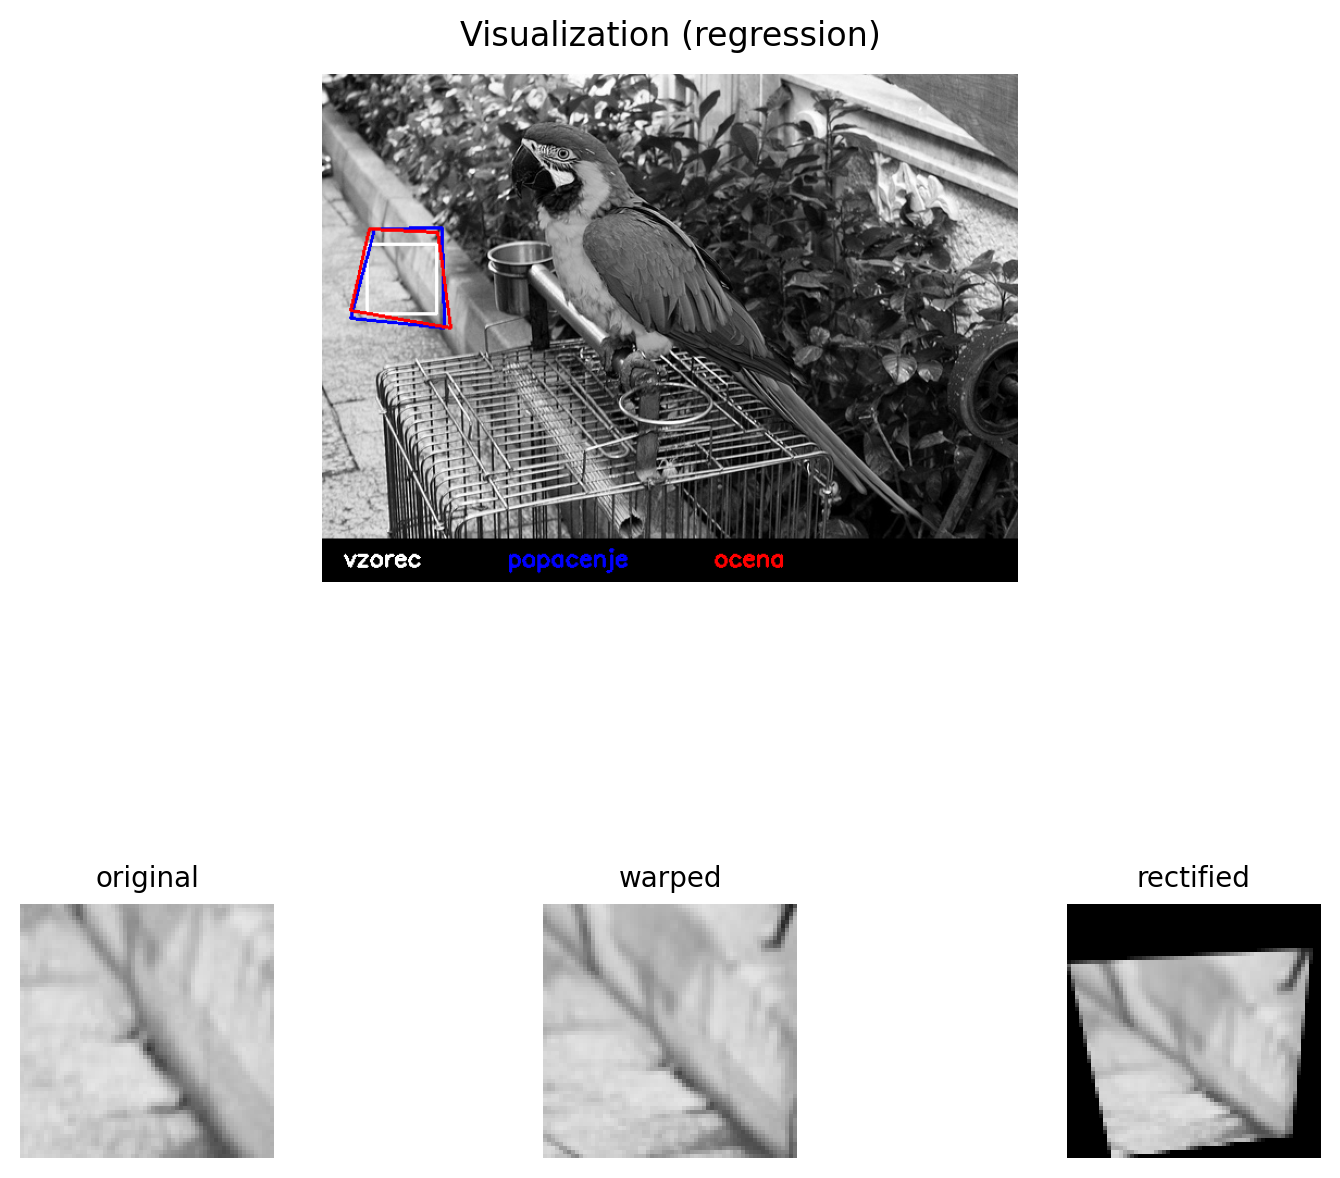 Visualization (regression)
vzorec popacenje ocena
original warped rectified